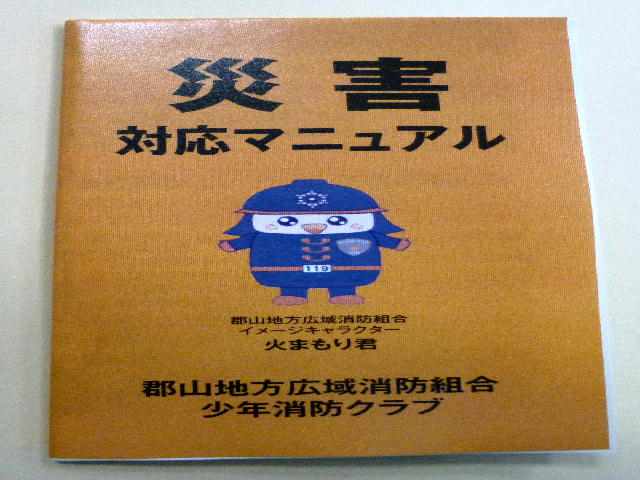 災害
対応マニュアル
119
郡山地方広域消防組合
イメージキャラクター
火まもり君
郡山地方広域消防組合
少年消防クラブ